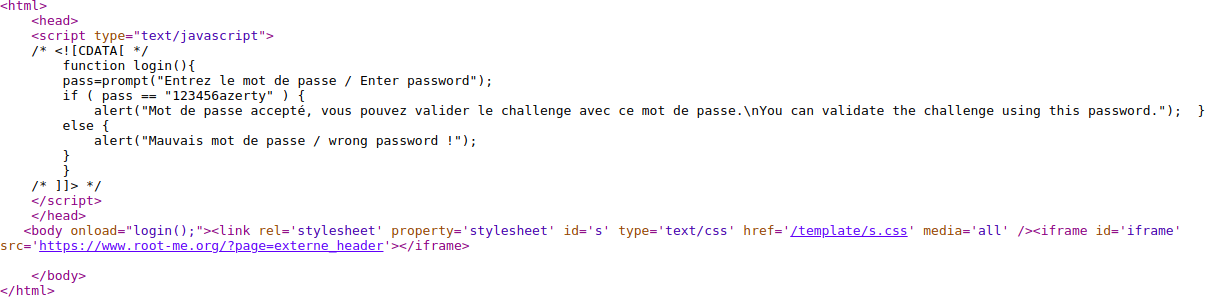 <html>
<head>
<script type="text/javascript">
/* <![CDATA[ */
function login(){
pass=prompt("Entrez le mot de passe / Enter password");
if ( pass == "123456azerty" ) {
alert("Mot de passe accepté, vous pouvez valider le challenge avec ce mot de passe.\nYou can validate the challenge using this password.");  }
else {
alert("Mauvais mot de passe / wrong password !");
}
}
/* ]]> */
</script>
</head>
<body onload="login();"><link rel='stylesheet' property='stylesheet' id='s' type='text/css' href='/template/s.css' media='all' /><iframe id='iframe'
src='https://www.root-me.org/?page=externe_header'></iframe>
</body>
</html>